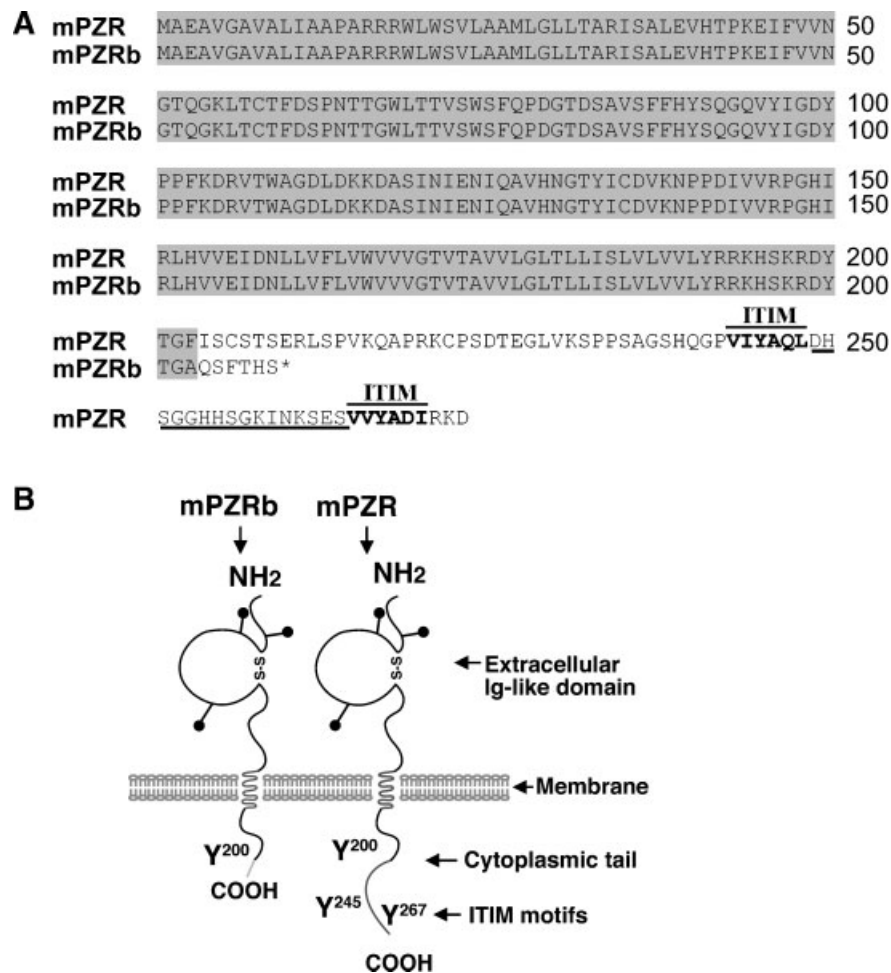 A
mPZR MAEAVGAVALIAAPARRRWLWSVLAAMLGLLTARISALEVHTPKEIFVVN 50
mPZRb MAEAVGAVALIAAPARRRWLWSVLAAMLGLLTARISALEVHTPKEIFVVN 50
mPZR GTQGKLTCTFDSPNTTGWLTTVSWSFQPDGTDSAVSFFHYSQGQVYIGDY 100
mPZRb GTQGKLTCTFDSPNTTGWLTTVSWSFQPDGTDSAVSFFHYSQGQVYIGDY 100
mPZR PPFKDRVTWAGDLDKKDASINIENIQAVHNGTYICDVKNPPDIVVRPGHI 150
mPZRb PPFKDRVTWAGDLDKKDASINIENIQAVHNGTYICDVKNPPDIVVRPGHI 150
mPZR RLHVVEIDNLLVFLVWVVVGTVTAVVLGLTLLISLVLVVLYRRKHSKRDY 200
mPZRb RLHVVEIDNLLVFLVWVVVGTVTAVVLGLTLLISLVLVVLYRRKHSKRDY 200
ITIM
mPZR TGFISCSTSERLSPVKQAPRKCPSDTEGLVKSPPSAGSHQGPVIYAQLDH 250
mPZRb TGAQSFTHS*
ITIM
mPZR SGGHHSGKINKSESVVYADIRKD
B
mPZRb mPZR
NH2 NH2
S-S S-S
Extracellular
Ig-like domain
Membrane
Y200 Y200
Cytoplasmic tail
COOH
Y245 Y267 ITIM motifs
COOH